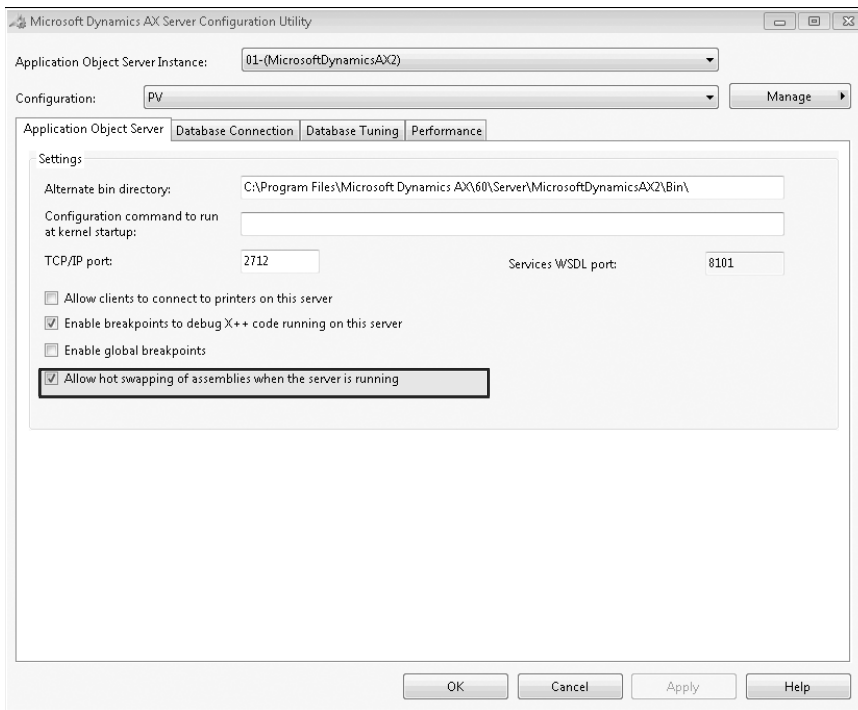 Microsoft Dynamics AX Server Configuration Utility
Application Object Server Instance: 01-(MicrosoftDynamicsAX2)
Configuration: PV Manage
Application Object Server Database Connection Database Tuning Performance
Settings
Alternate bin directory: C:\Program Files\Microsoft Dynamics AX\60\Server\MicrosoftDynamicsAX2\Bin\
Configuration command to run
at kernel startup:
TCP/IP port: 2712 Services WSDL port: 8101
Allow clients to connect to printers on this server
Enable breakpoints to debug X++ code running on this server
Enable global breakpoints
Allow hot swapping of assemblies when the server is running
OK Cancel Apply Help